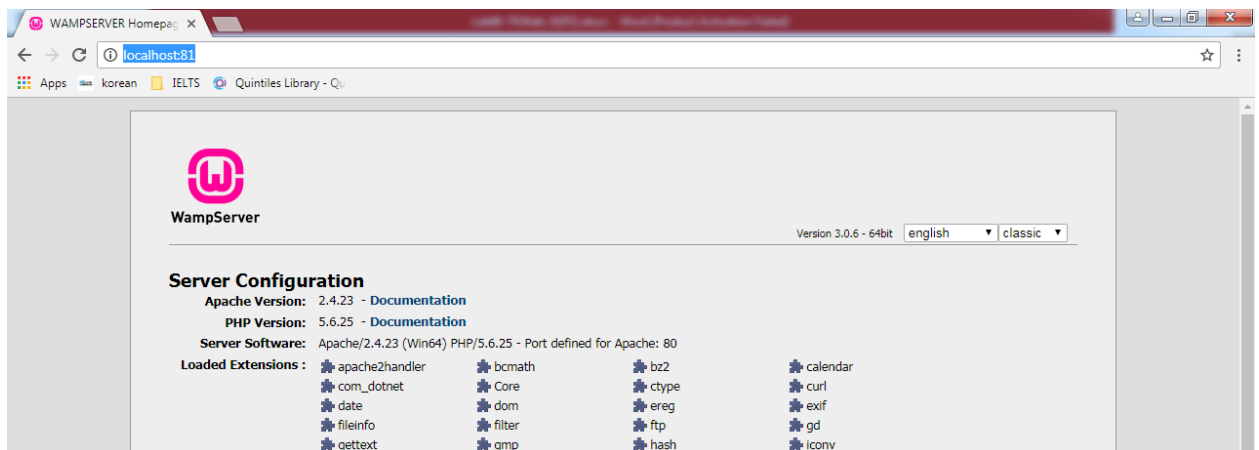 WAMPSERVER Homepag
localhost:81
Apps korean IELTS Quintiles Library - Qu
WampServer
Version 3.0.6 - 64bit english classic
Server Configuration
Apache Version: 2.4.23 - Documentation
PHP Version: 5.6.25 - Documentation
Server Software: Apache/2.4.23 (Win64) PHP/5.6.25 - Port defined for Apache: 80
Loaded Extensions : apache2handler bcmath bz2 calendar
com_dotnet Core ctype curl
date dom ereg exif
fileinfo filter ftp gd
gettext gmp hash iconv